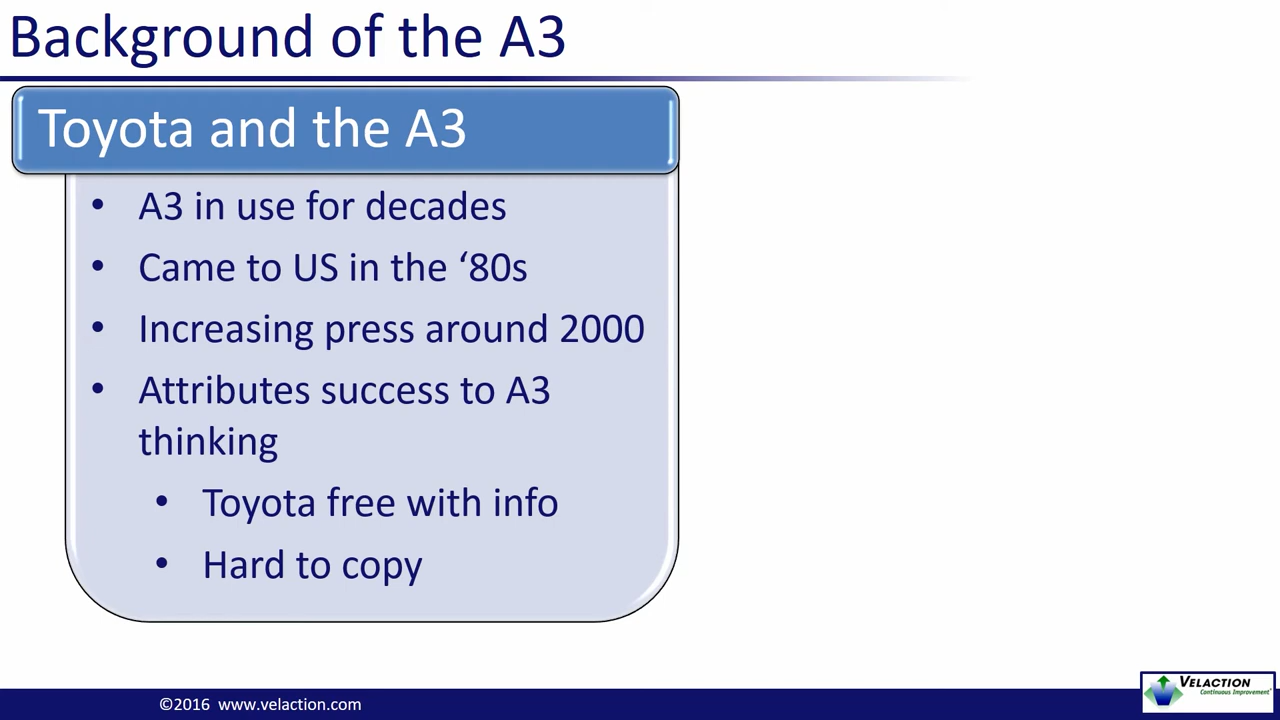 Background of the A3
Toyota and the A3
• A3 in use for decades
• Came to US in the ‘80s
• Increasing press around 2000
• Attributes success to A3
thinking
• Toyota free with info
• Hard to copy
©2016 www.velaction.com
VELACTION
Continuous Improvement